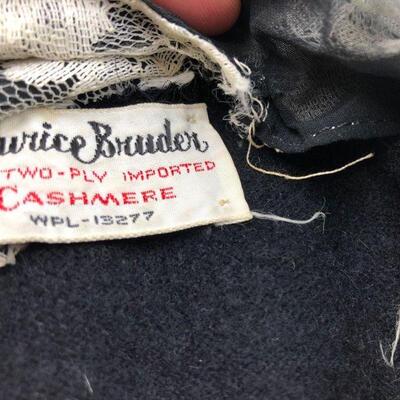 urice Bruder
TWO-PLY IMPORTED
CASHMERE
WPL-13277